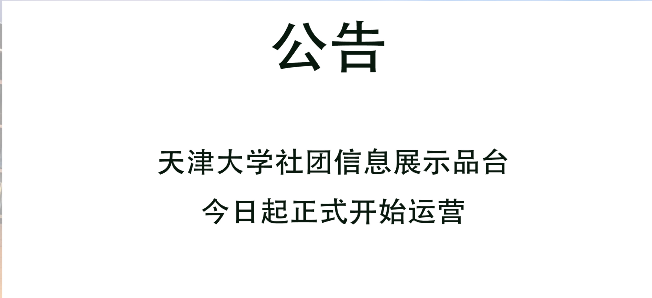 公告
天津大学社团信息展示品台
今日起正式开始运营